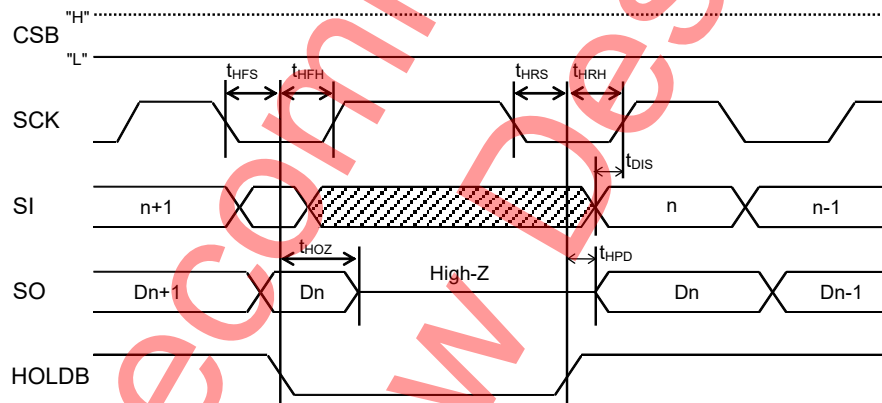 "H"
CSB
"L"
tHFS tHFH tHRS tHRH
SCK
tDIS
SI n+1 n n-1
tHOZ tHPD
High-Z
SO Dn+1 Dn Dn Dn-1
HOLDB